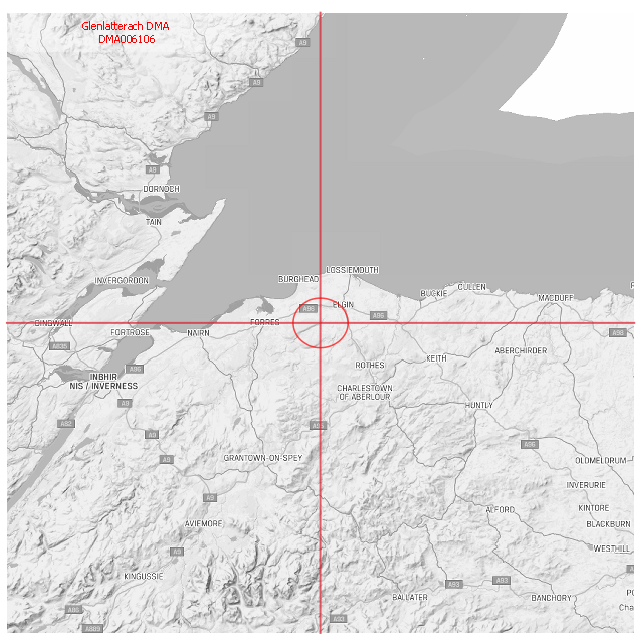 Glenlatterach DMA
DMA006106
A9
A9
A9
A9
DORNOCH
TAIN
LOSSIEMOUTH
BURGHEAD
INVERGORDON
CULLEN
BUCKIE
MACDUFF
ELGIN
A96
A96
FORRES
DINGWALL
FORTROSE
NAIRN
A98
A835
ABERCHIRDER
KEITH
ROTHES
A96
INBHIR
NIS / INVERNESS
CHARLESTOWN
OF ABERLOUR
A9
HUNTLY
A82
A95
A9
A96
GRANTOWN-ON-SPEY
A9
OLDMELDRUM
INVERURIE
A9
KINTORE
ALFORD
AVIEMORE
BLACKBURN
WESTHILL
A9
KINGUSSIE
A93
A93
BALLATER
BANCHORY
Cha
A86
A93
A889